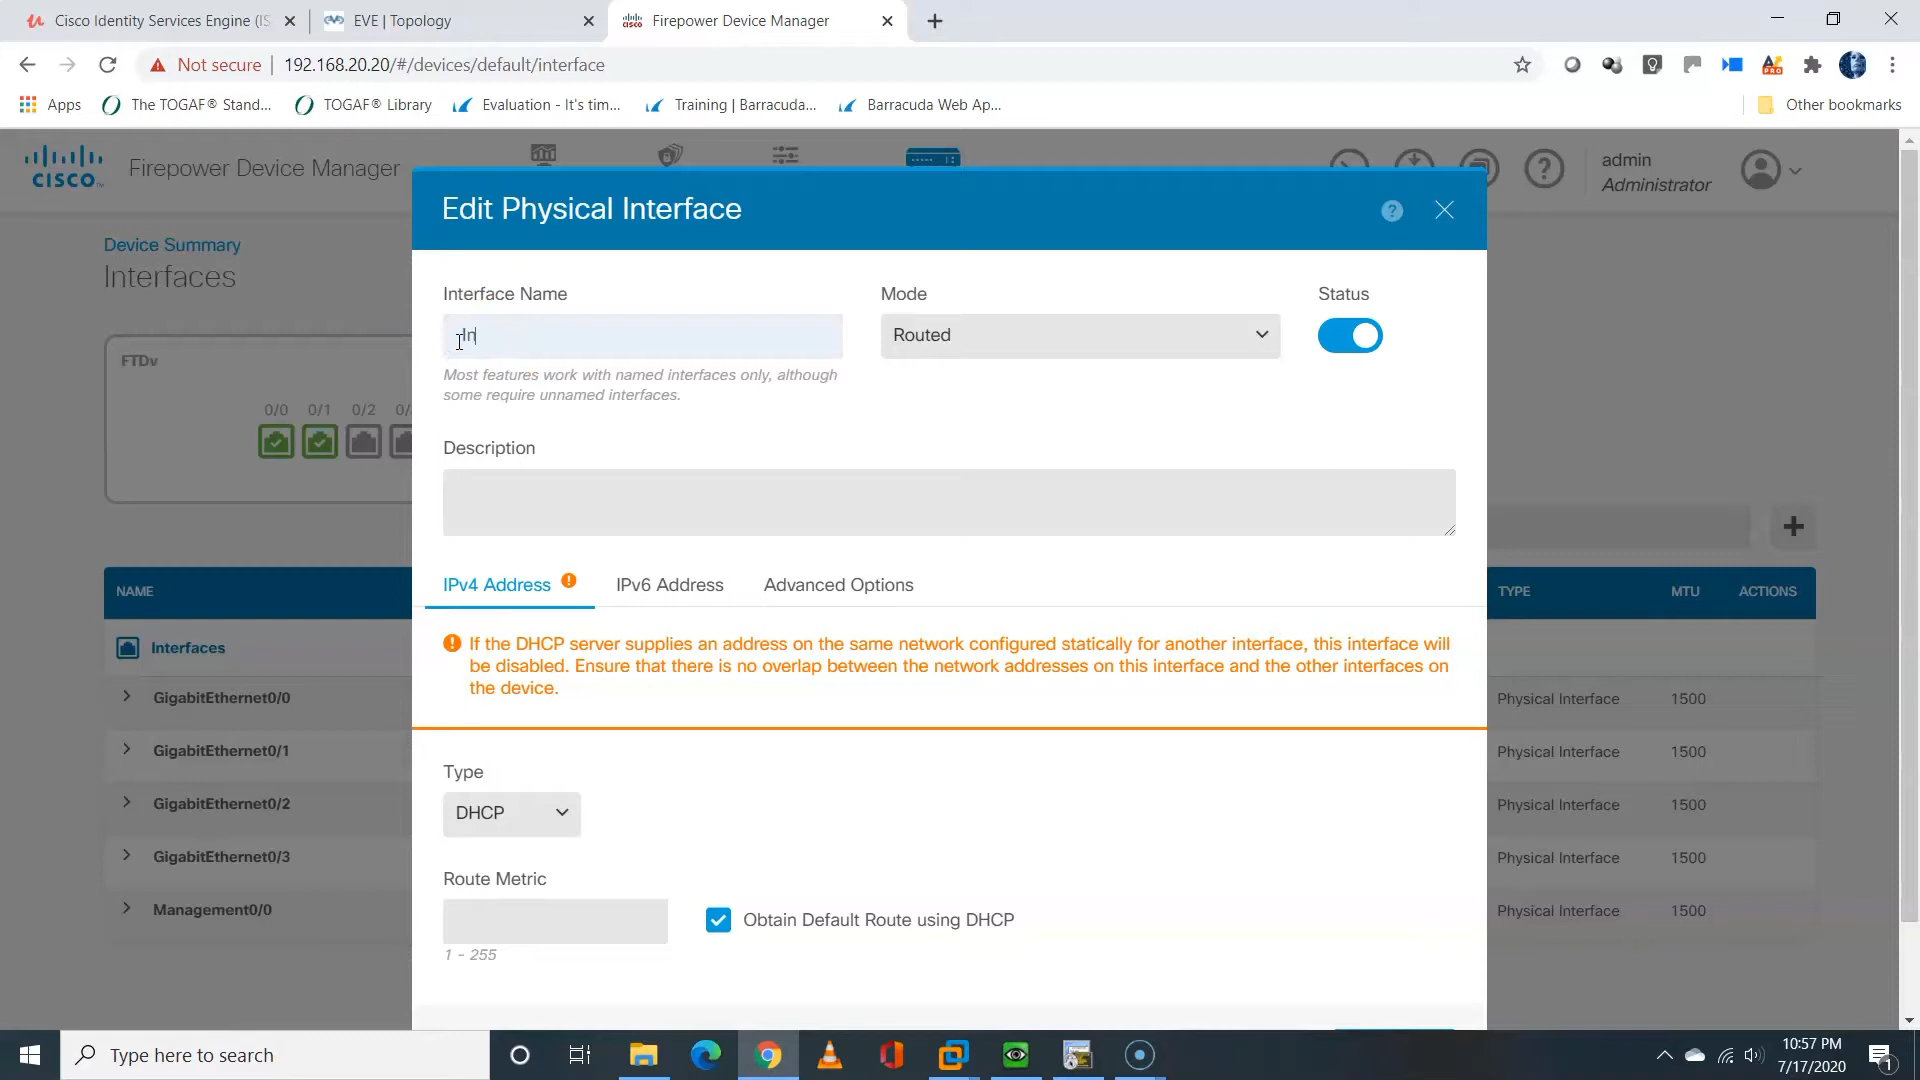 Cisco Identity Services Engine (IS
EVE | Topology
Firepower Device Manager
Not secure
192.168.20.20/#/devices/default/interface
Apps
The TOGAF® Stand...
TOGAF® Library
Evaluation - It's tim...
Training | Barracuda...
Barracuda Web Ap...
Other bookmarks
CISCO
Firepower Device Manager
admin
Administrator
Device Summary
Interfaces
FTDv
0/0 0/1 0/2 0/
NAME
Interfaces
GigabitEthernet0/0
GigabitEthernet0/1
GigabitEthernet0/2
GigabitEthernet0/3
Management0/0
Edit Physical Interface
Interface Name
Mode
Status
In
Routed
Most features work with named interfaces only, although
some require unnamed interfaces.
Description
IPv4 Address
IPv6 Address
Advanced Options
If the DHCP server supplies an address on the same network configured statically for another interface, this interface will
be disabled. Ensure that there is no overlap between the network addresses on this interface and the other interfaces on
the device.
Type
DHCP
Route Metric
Obtain Default Route using DHCP
1 - 255
TYPE
MTU
ACTIONS
Physical Interface 1500
Physical Interface 1500
Physical Interface 1500
Physical Interface 1500
Physical Interface 1500
Type here to search
10:57 PM
7/17/2020
1